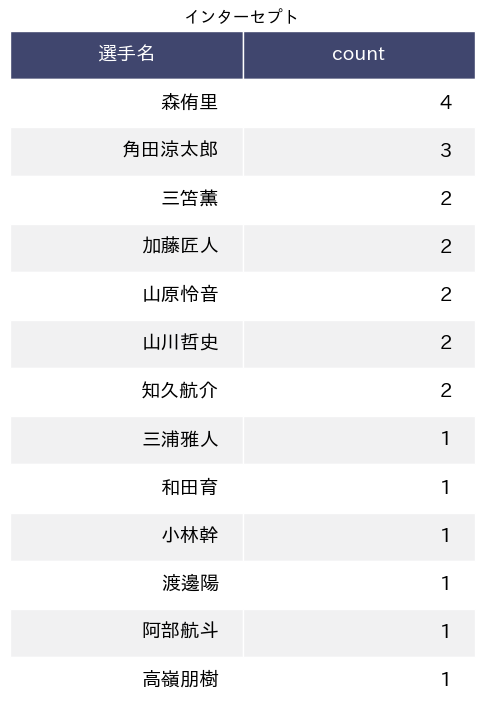 インターセプト
選手名 count
森侑里 4
角田涼太郎 3
三笘薫 2
加藤匠人 2
山原怜音 2
山川哲史 2
知久航介 2
三浦雅人 1
和田育 1
小林幹 1
渡邊陽 1
阿部航斗 1
高嶺朋樹 1